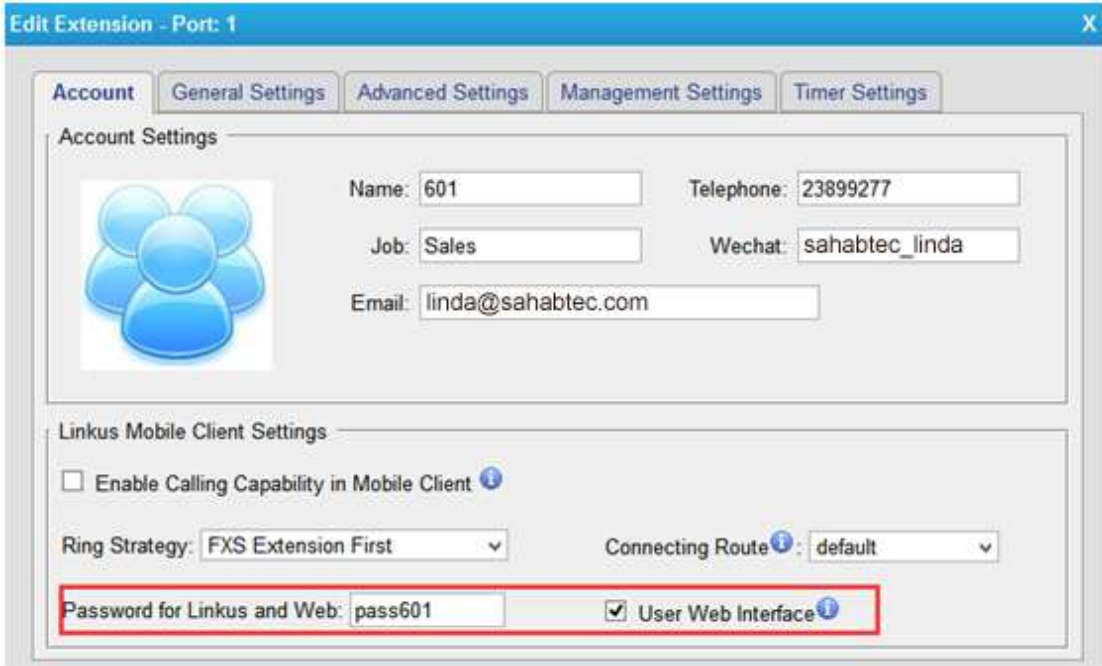 Edit Extension - Port: 1 X
Account General Settings Advanced Settings Management Settings Timer Settings
Account Settings
Name: 601 Telephone: 23899277
Job: Sales Wechat: sahabtec_linda
Email: linda@sahabtec.com
Linkus Mobile Client Settings
Enable Calling Capability in Mobile Client i
Ring Strategy: FXS Extension First Connecting Route i : default
Password for Linkus and Web: pass601 User Web Interface i